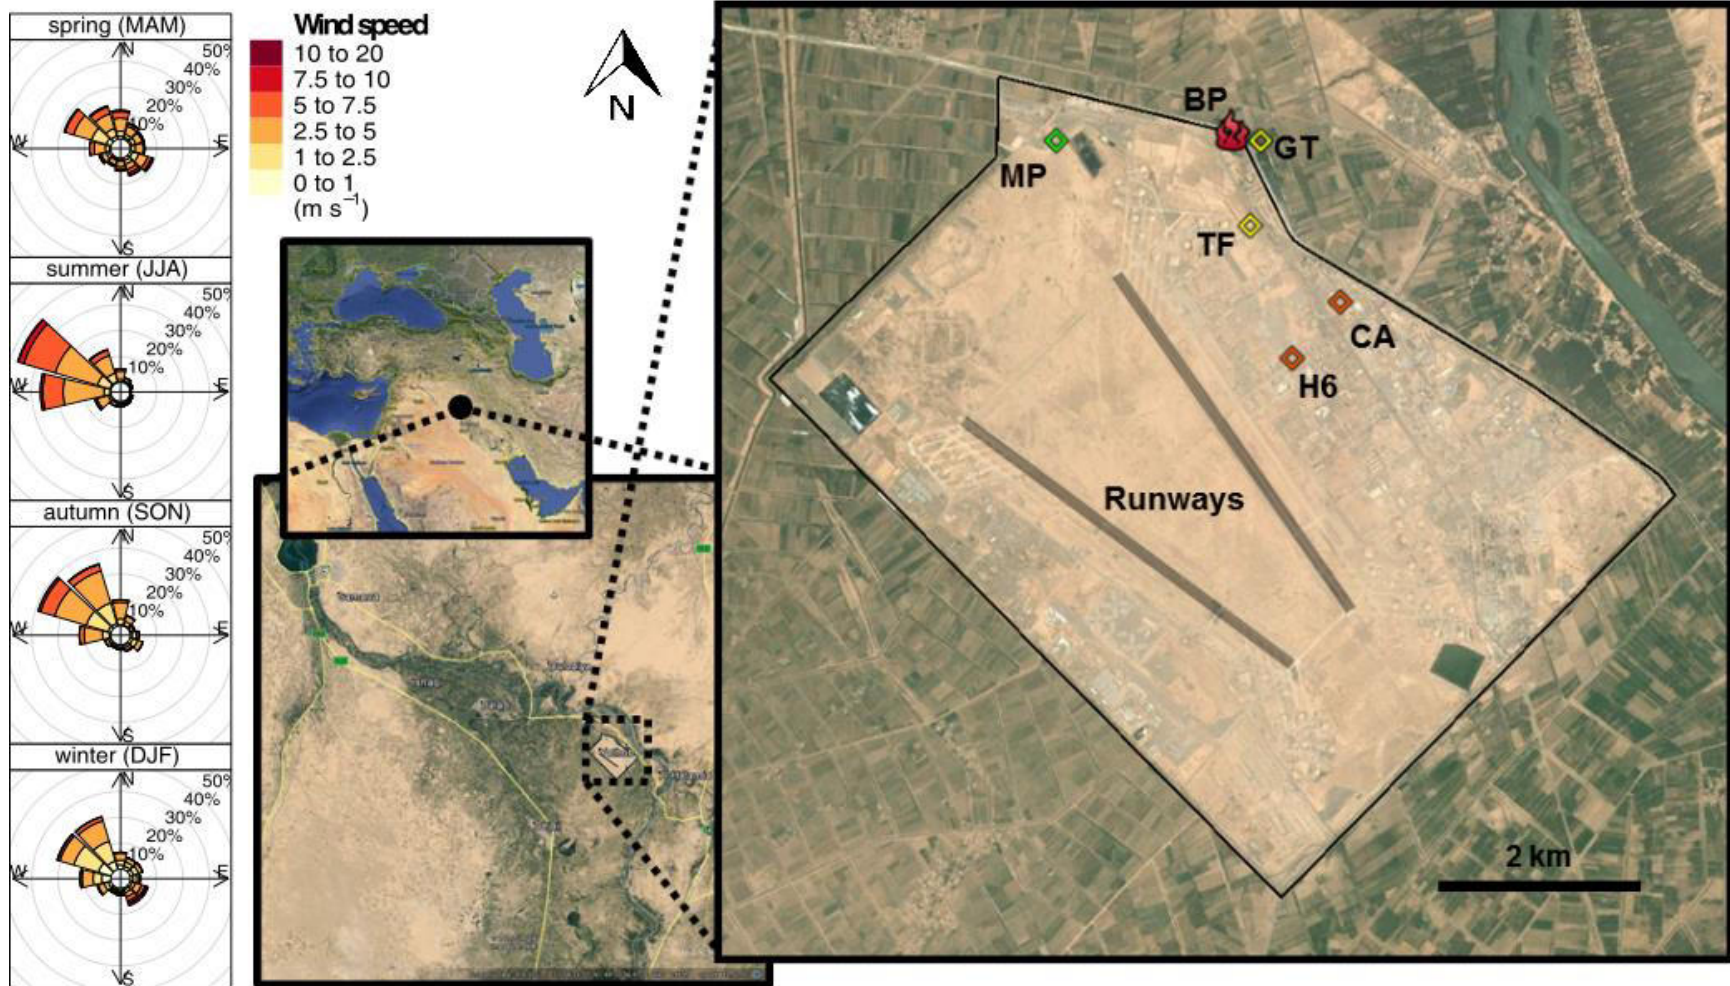 spring (MAM)
N
50%
40%
20%
10%
W
E
S
summer (JJA)
N
50%
40%
30%
20%
10%
W
E
S
autumn (SON)
N
50%
40%
30%
20%
10%
W
E
S
winter (DJF)
N
50%
40%
30%
20%
10%
W
E
S
Wind speed
10 to 20
7.5 to 10
5 to 7.5
2.5 to 5
1 to 2.5
0 to 1
(m s⁻¹)
N
BP
GT
MP
TF
CA
H6
Runways
2 km